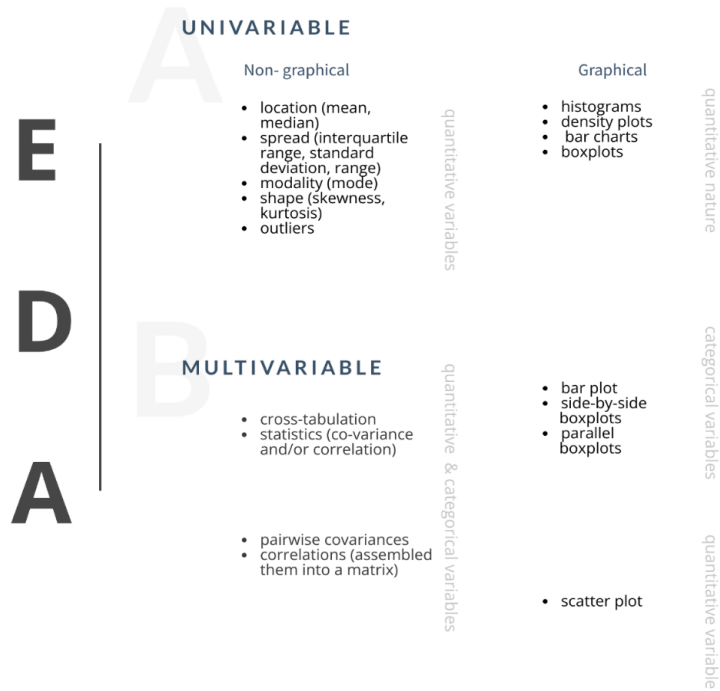 A
UNIVARIABLE
Non- graphical
Graphical
E
D
A
• location (mean,
median)
• spread (interquartile
range, standard
deviation, range)
• modality (mode)
• shape (skewness,
kurtosis)
• outliers
quantitative variables
• histograms
• density plots
• bar charts
• boxplots
quantitative nature
B
MULTIVARIABLE
• cross-tabulation
• statistics (co-variance
and/or correlation)
• pairwise covariances
• correlations (assembled
them into a matrix)
quantitative & categorical variables
• bar plot
• side-by-side
boxplots
• parallel
boxplots
categorical variables
• scatter plot
quantitative variable